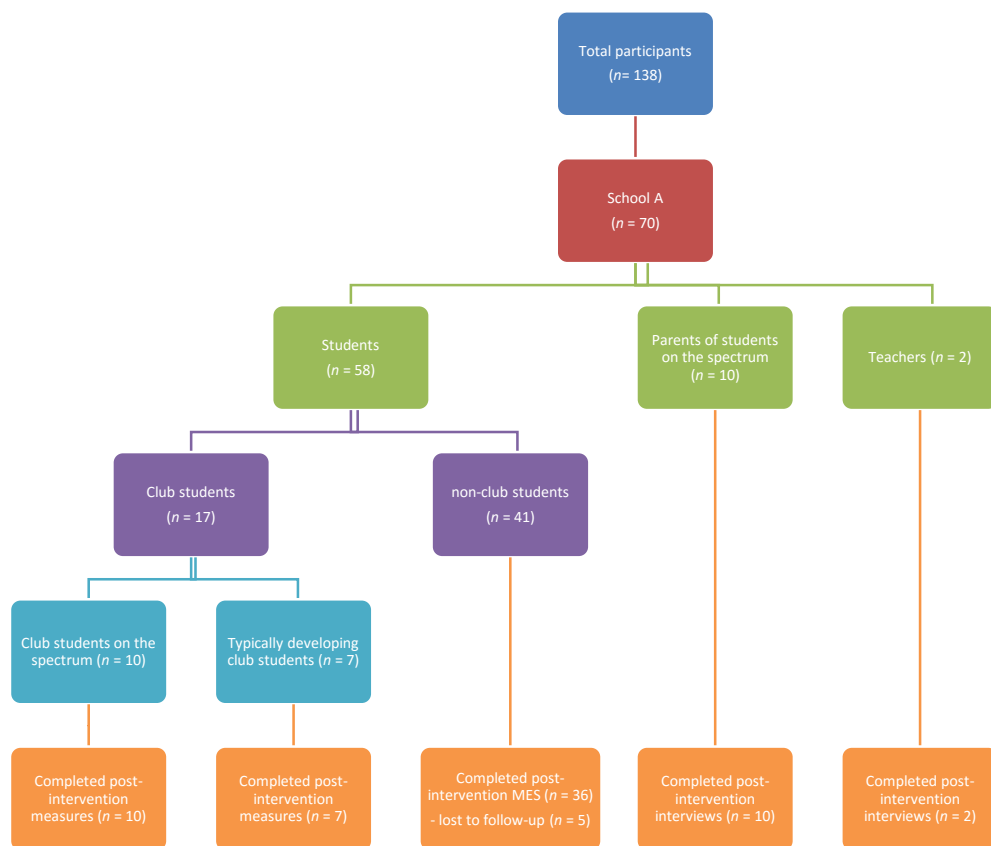 Total participants
(n= 138)
School A
(n = 70)
Students
(n = 58)
Parents of students
on the spectrum
(n = 10)
Teachers (n = 2)
Club students
(n = 17)
non-club students
(n = 41)
Club students on the
spectrum (n = 10)
Typically developing
club students (n = 7)
Completed post-
intervention
measures (n = 10)
Completed post-
intervention
measures (n = 7)
Completed post-
intervention MES (n = 36)
- lost to follow-up (n = 5)
Completed post-
intervention
interviews (n = 10)
Completed post-
intervention
interviews (n = 2)